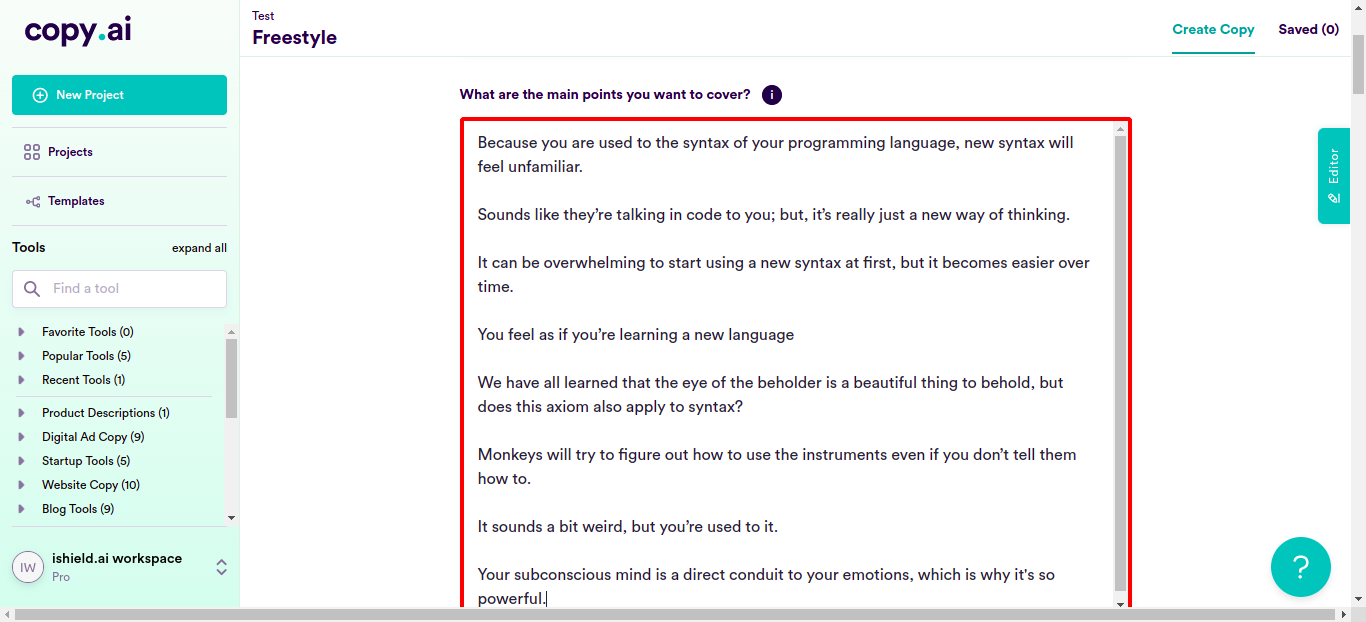 copy.ai
New Project
Projects
Templates
Tools
expand all
Find a tool
Favorite Tools (0)
Popular Tools (5)
Recent Tools (1)
Product Descriptions (1)
Digital Ad Copy (9)
Startup Tools (5)
Website Copy (10)
Blog Tools (9)
IW
ishield.ai workspace
Pro
Test
Freestyle
Create Copy
Saved (0)
What are the main points you want to cover?
i
Because you are used to the syntax of your programming language, new syntax will
feel unfamiliar.
Sounds like they’re talking in code to you; but, it’s really just a new way of thinking.
It can be overwhelming to start using a new syntax at first, but it becomes easier over
time.
You feel as if you’re learning a new language
We have all learned that the eye of the beholder is a beautiful thing to behold, but
does this axiom also apply to syntax?
Monkeys will try to figure out how to use the instruments even if you don’t tell them
how to.
It sounds a bit weird, but you’re used to it.
Your subconscious mind is a direct conduit to your emotions, which is why it's so
powerful.
Editor
?